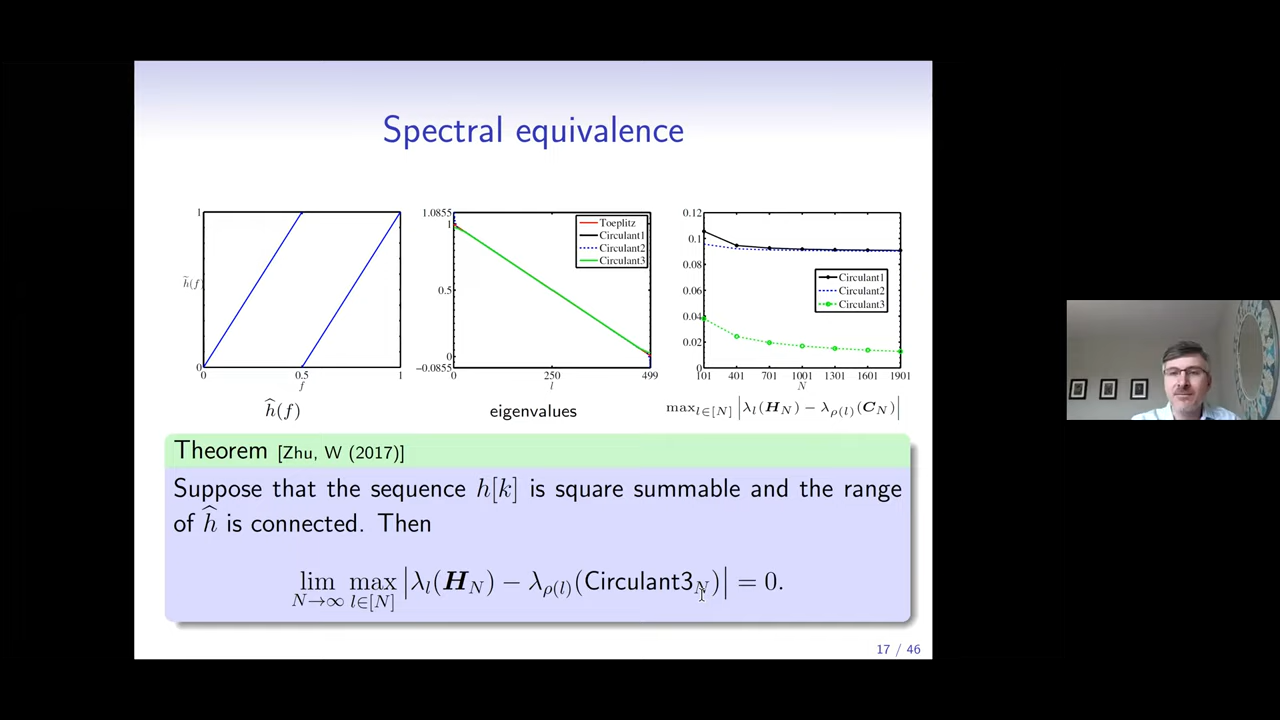 Spectral equivalence
1
h̃(f)
0
0
0.5
1
f
ĥ(f)
1.0855
1
0.5
0
−0.0855
0
250
499
l
Toeplitz
Circulant1
Circulant2
Circulant3
eigenvalues
0.12
0.1
0.08
0.06
0.04
0.02
0
101
401
701
1001
1301
1601
1901
N
Circulant1
Circulant2
Circulant3
max_{l∈[N]} |λ_l(H_N) − λ_{ρ(l)}(C_N)|
Theorem [Zhu, W (2017)]
Suppose that the sequence h[k] is square summable and the range
of ĥ is connected. Then
lim_{N→∞} max_{l∈[N]} |λ_l(H_N) − λ_{ρ(l)}(Circulant3_N)| = 0.
17 / 46